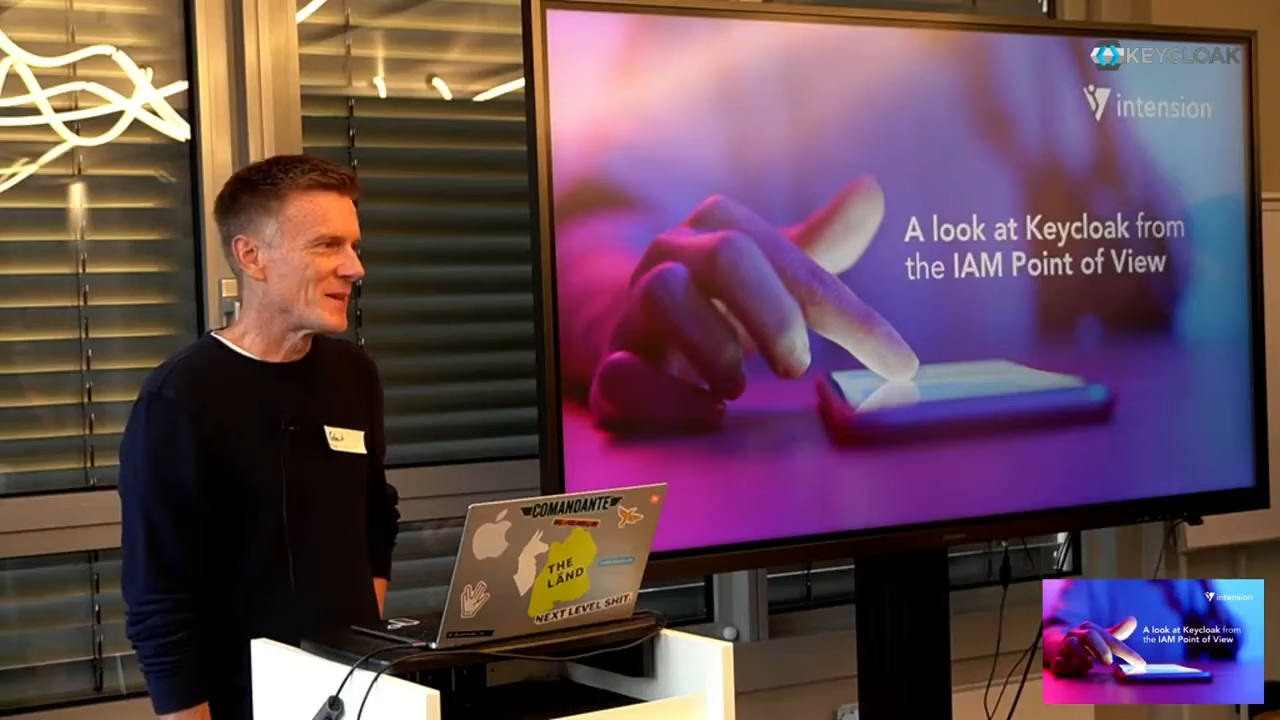 KEYCLOAK
intension
A look at Keycloak from
the IAM Point of View
COMANDANTE
THE
LÄND
NEXT LEVEL SHIT.
intension
A look at Keycloak from
the IAM Point of View